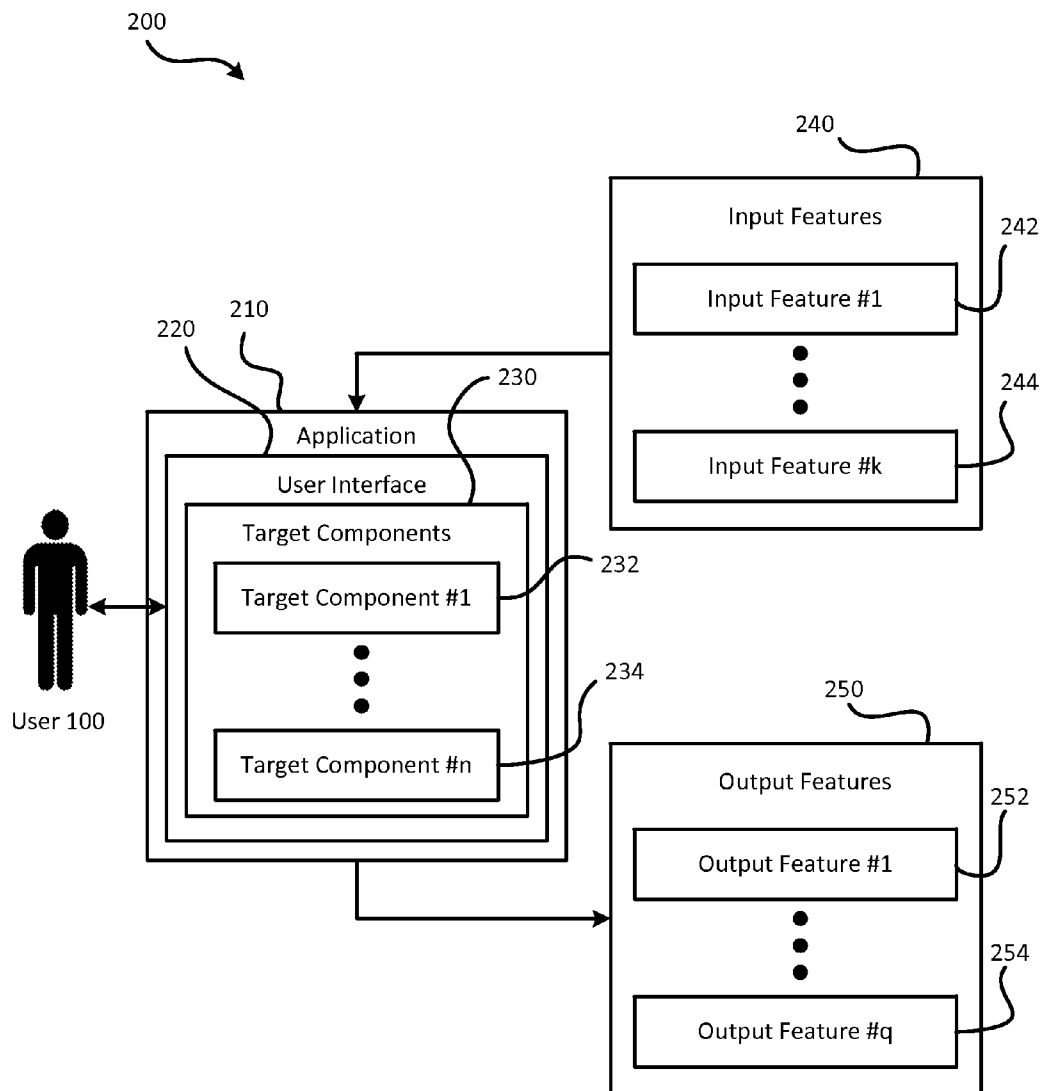 200
240
Input Features
242
Input Feature #1
244
Input Feature #k
210
220
230
Application
User Interface
Target Components
232
Target Component #1
234
Target Component #n
User 100
250
Output Features
252
Output Feature #1
254
Output Feature #q